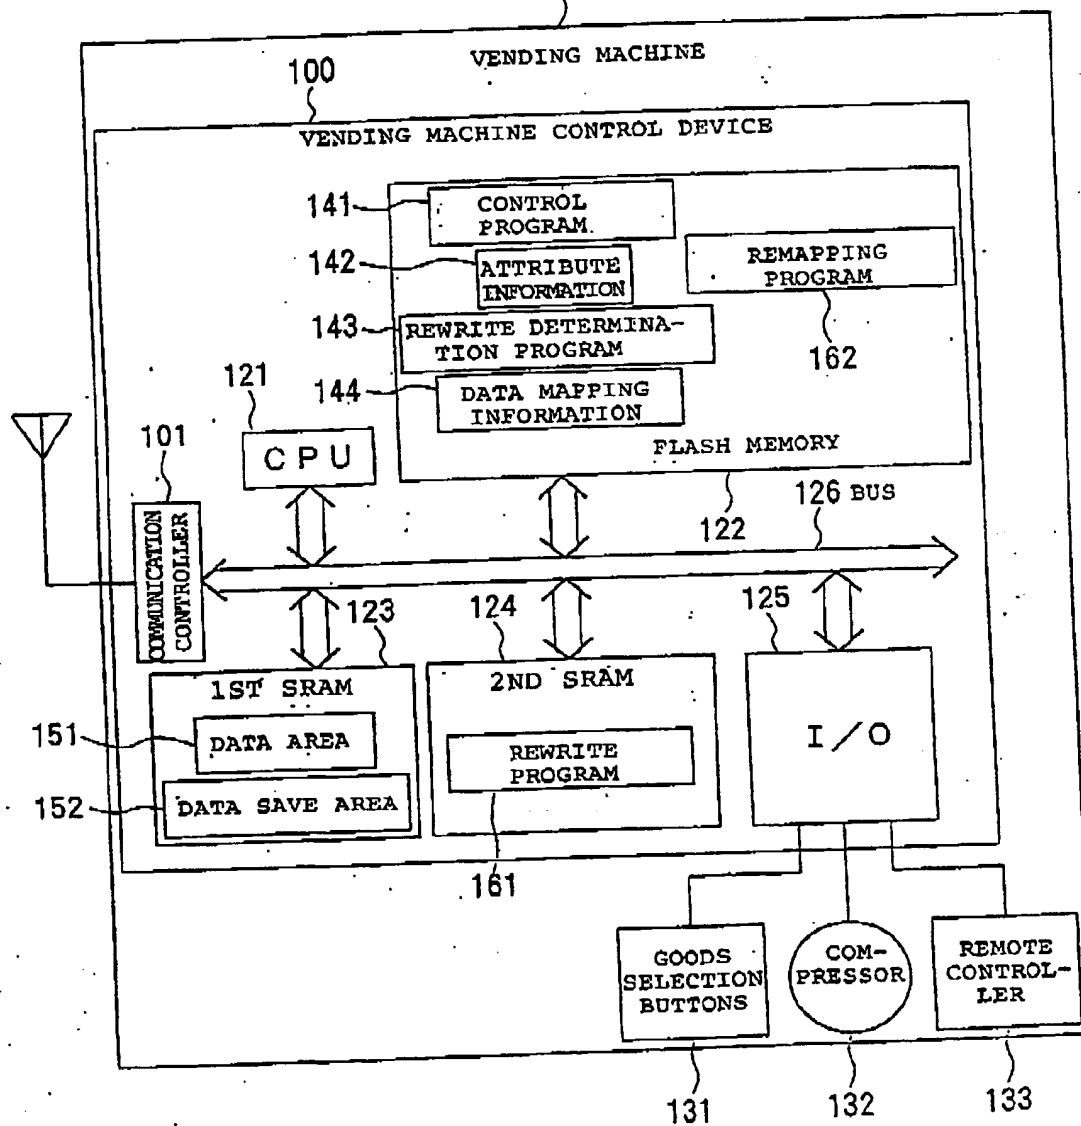 VENDING MACHINE
100
VENDING MACHINE CONTROL DEVICE
141
CONTROL
PROGRAM.
142
ATTRIBUTE
INFORMATION
REMAPPING
PROGRAM
143
REWRITE DETERMINA-
TION PROGRAM
162
144
DATA MAPPING
INFORMATION
121
CPU
FLASH MEMORY
101
COMMUNICATION
CONTROLLER
122
126 BUS
123
124
125
1ST SRAM
2ND SRAM
I/O
151
DATA AREA
REWRITE
PROGRAM
152
DATA SAVE AREA
161
GOODS
SELECTION
BUTTONS
COM-
PRESSOR
REMOTE
CONTROL-
LER
131
132
133